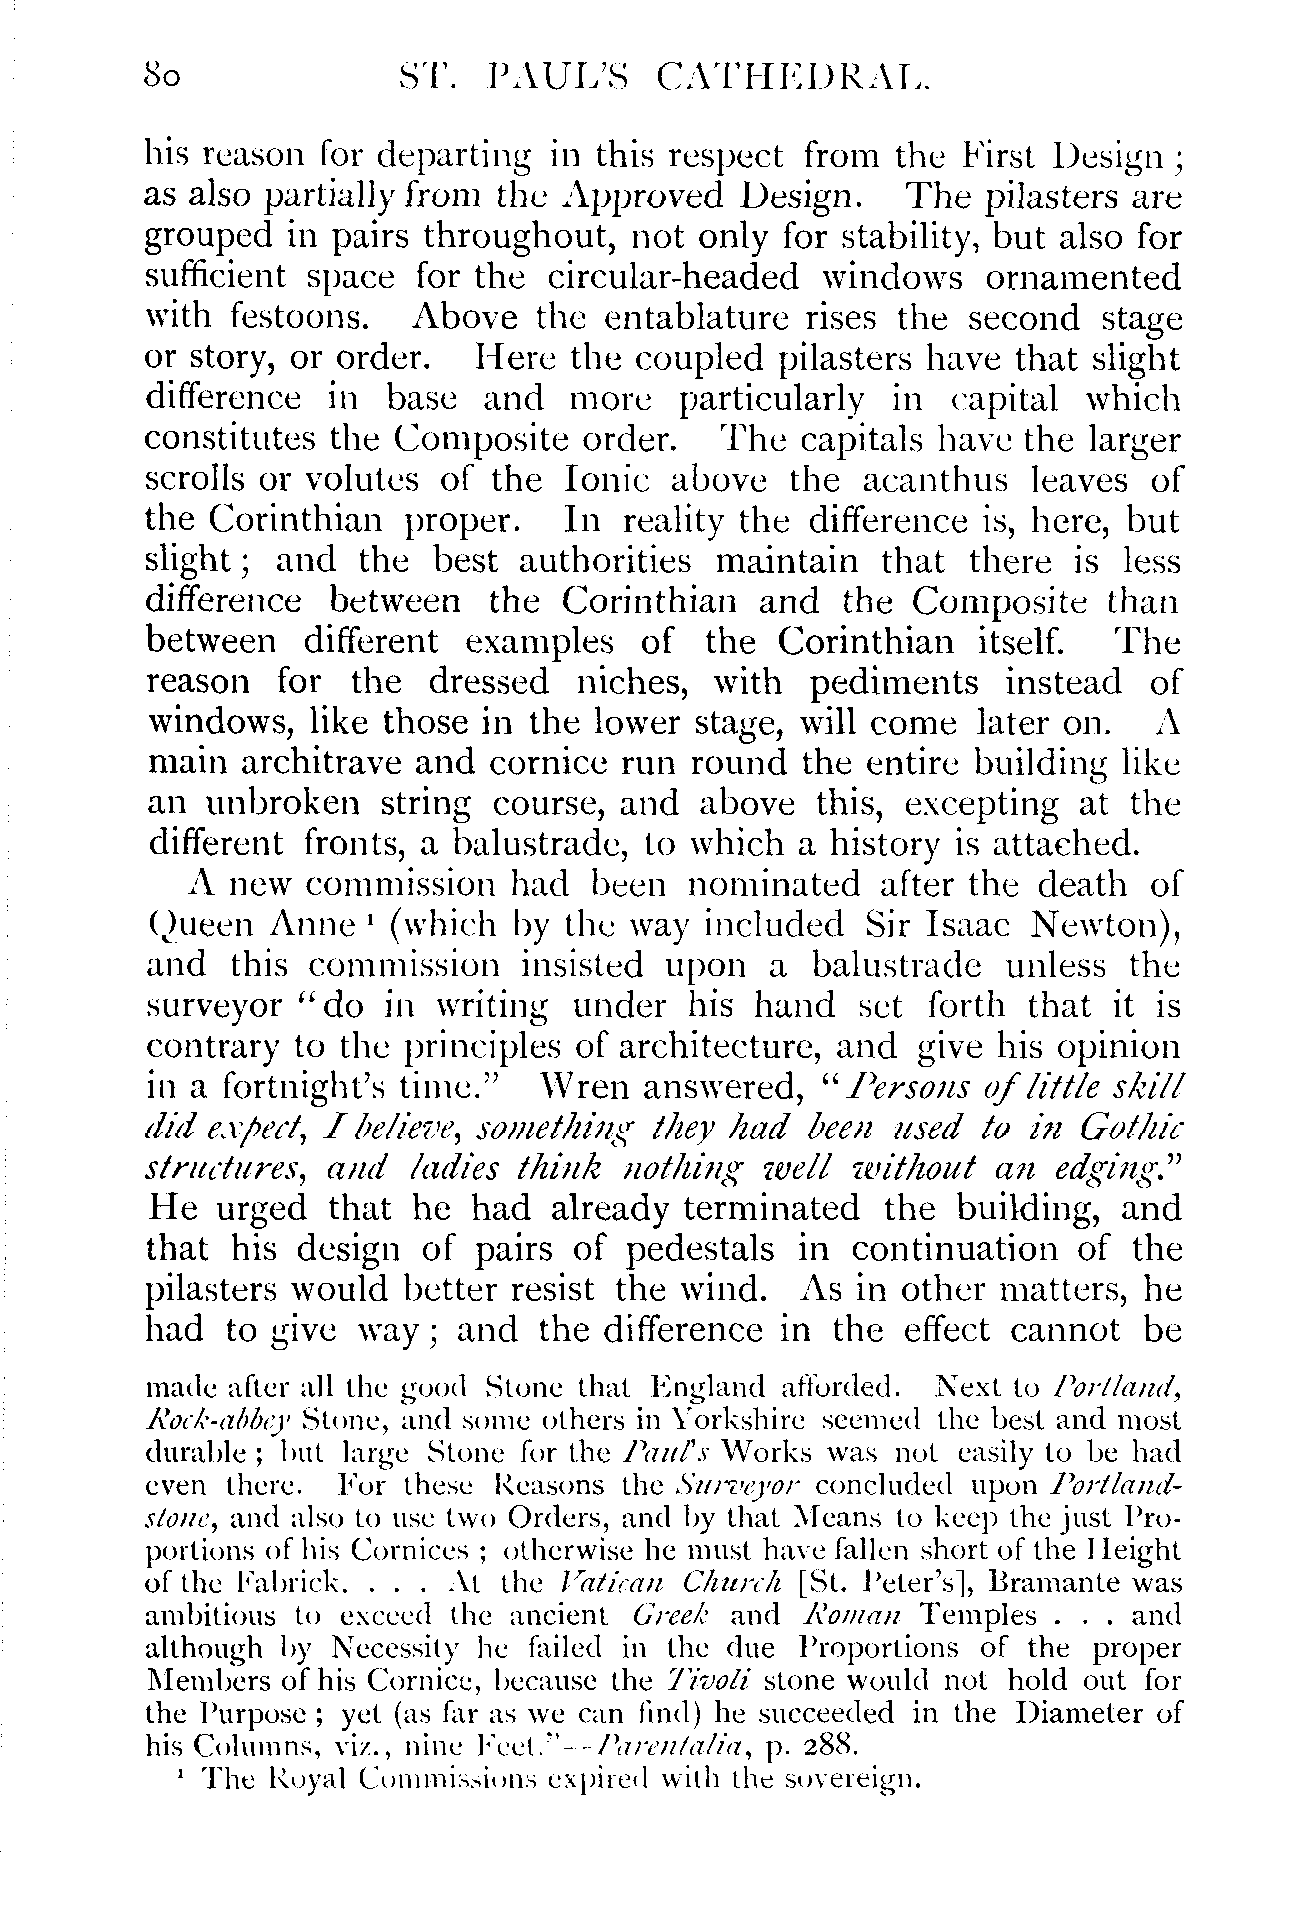 80 ST. PAUL'S CATHEDRAL.
his reason for departing in this respect from the First Design ;
as also partially from the Approved Design. The pilasters are
grouped in pairs throughout, not only for stability, but also for
sufficient space for the circular-headed windows ornamented
with festoons. Above the entablature rises the second stage
or story, or order. Here the coupled pilasters have that slight
difference in base and more particularly in capital which
constitutes the Composite order. The capitals have the larger
scrolls or volutes of the Ionic above the acanthus leaves of
the Corinthian proper. In reality the difference is, here, but
slight ; and the best authorities maintain that there is less
difference between the Corinthian and the Composite than
between different examples of the Corinthian itself. The
reason for the dressed niches, with pediments instead of
windows, like those in the lower stage, will come later on. A
main architrave and cornice run round the entire building like
an unbroken string course, and above this, excepting at the
different fronts, a balustrade, to which a history is attached.
A new commission had been nominated after the death of
Queen Anne ¹ (which by the way included Sir Isaac Newton),
and this commission insisted upon a balustrade unless the
surveyor "do in writing under his hand set forth that it is
contrary to the principles of architecture, and give his opinion
in a fortnight's time." Wren answered, "Persons of little skill
did expect, I believe, something they had been used to in Gothic
structures, and ladies think nothing well without an edging."
He urged that he had already terminated the building, and
that his design of pairs of pedestals in continuation of the
pilasters would better resist the wind. As in other matters, he
had to give way ; and the difference in the effect cannot be
made after all the good Stone that England afforded. Next to Portland,
Rock-abbey Stone, and some others in Yorkshire seemed the best and most
durable ; but large Stone for the Paul's Works was not easily to be had
even there. For these Reasons the Surveyor concluded upon Portland-
stone, and also to use two Orders, and by that Means to keep the just Pro-
portions of his Cornices ; otherwise he must have fallen short of the Height
of the Fabrick. . . . At the Vatican Church [St. Peter's], Bramante was
ambitious to exceed the ancient Greek and Roman Temples . . . and
although by Necessity he failed in the due Proportions of the proper
Members of his Cornice, because the Tivoli stone would not hold out for
the Purpose ; yet (as far as we can find) he succeeded in the Diameter of
his Columns, viz., nine Feet."--Parentalia, p. 288.
¹ The Royal Commissions expired with the sovereign.